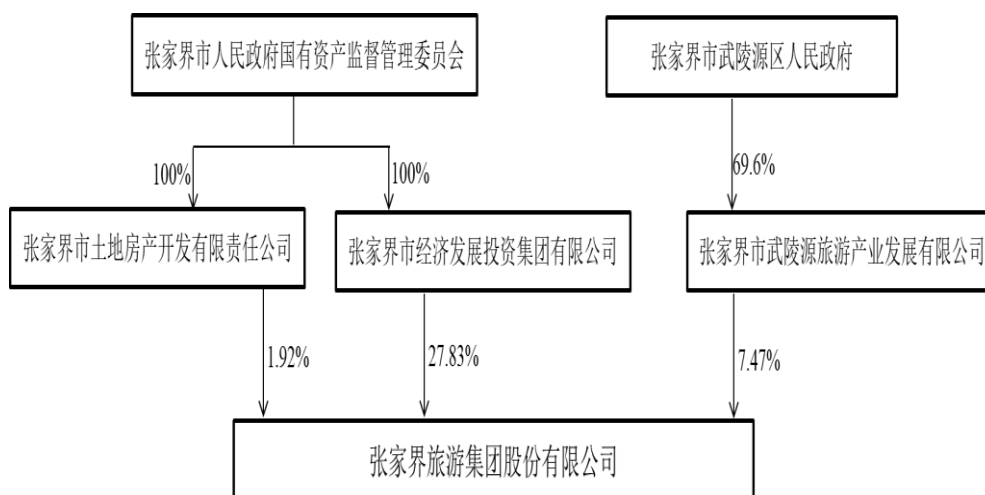 张家界市人民政府国有资产监督管理委员会
张家界市武陵源区人民政府
100%
100%
69.6%
张家界市土地房产开发有限责任公司
张家界市经济发展投资集团有限公司
张家界市武陵源旅游产业发展有限公司
1.92%
27.83%
7.47%
张家界旅游集团股份有限公司